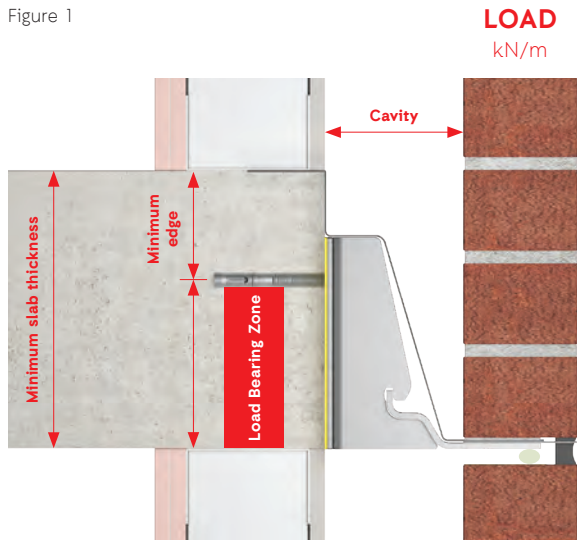 Figure 1
LOAD
kN/m
Cavity
Minimum
edge
Minimum slab thickness
Load Bearing Zone